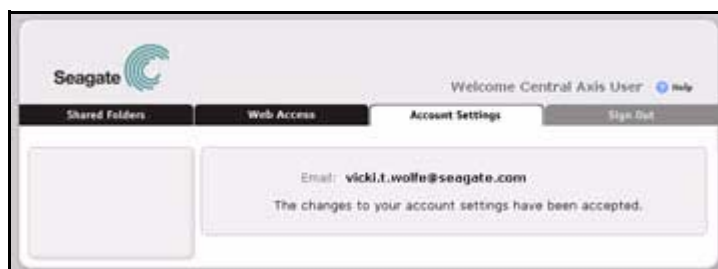 Seagate
Welcome Central Axis User Help
Shared Folders Web Access Account Settings Sign Out
Email: vicki.t.wolfe@seagate.com
The changes to your account settings have been accepted.